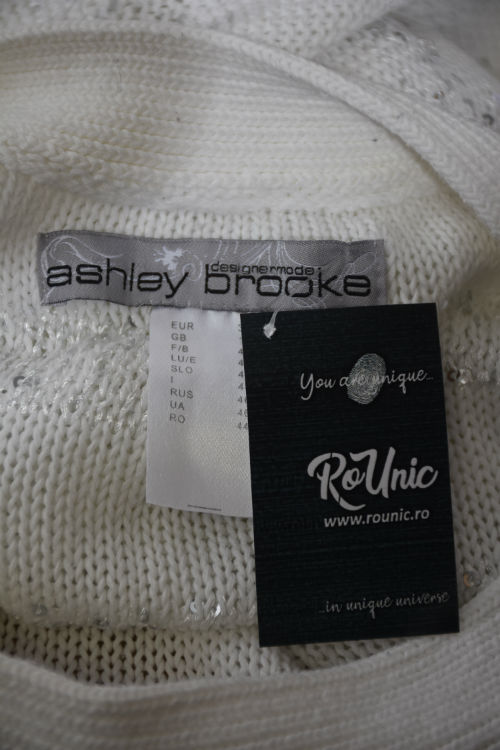 designermode
ashley brooke
EUR
GB
F/B
LU/E
SLO
I
RUS
UA
RO 44
You are unique...
RoUnic
www.rounic.ro
...in unique universe